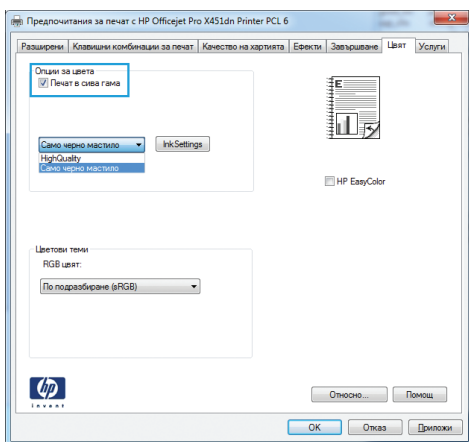 Предпочитания за печат с HP Officejet Pro X451dn Printer PCL 6
Разширени Клавишни комбинации за печат Качество на хартията Ефекти Завършване Цвят Услуги
Опции за цвета
Печат в сива гама
E
Само черно мастило InkSettings
HighQuality
Само черно мастило
HP EasyColor
Цветови теми
RGB цвят:
По подразбиране (sRGB)
hp
invent
Относно... Помощ
OK Отказ Приложи